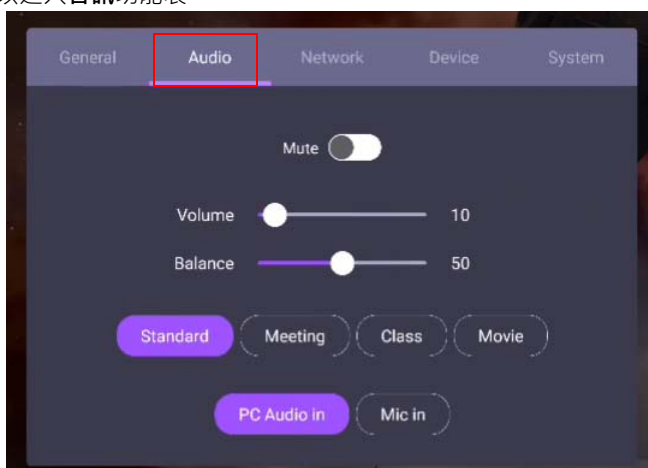 General Audio Network Device System
Mute
Volume 10
Balance 50
Standard Meeting Class Movie
PC Audio in Mic in